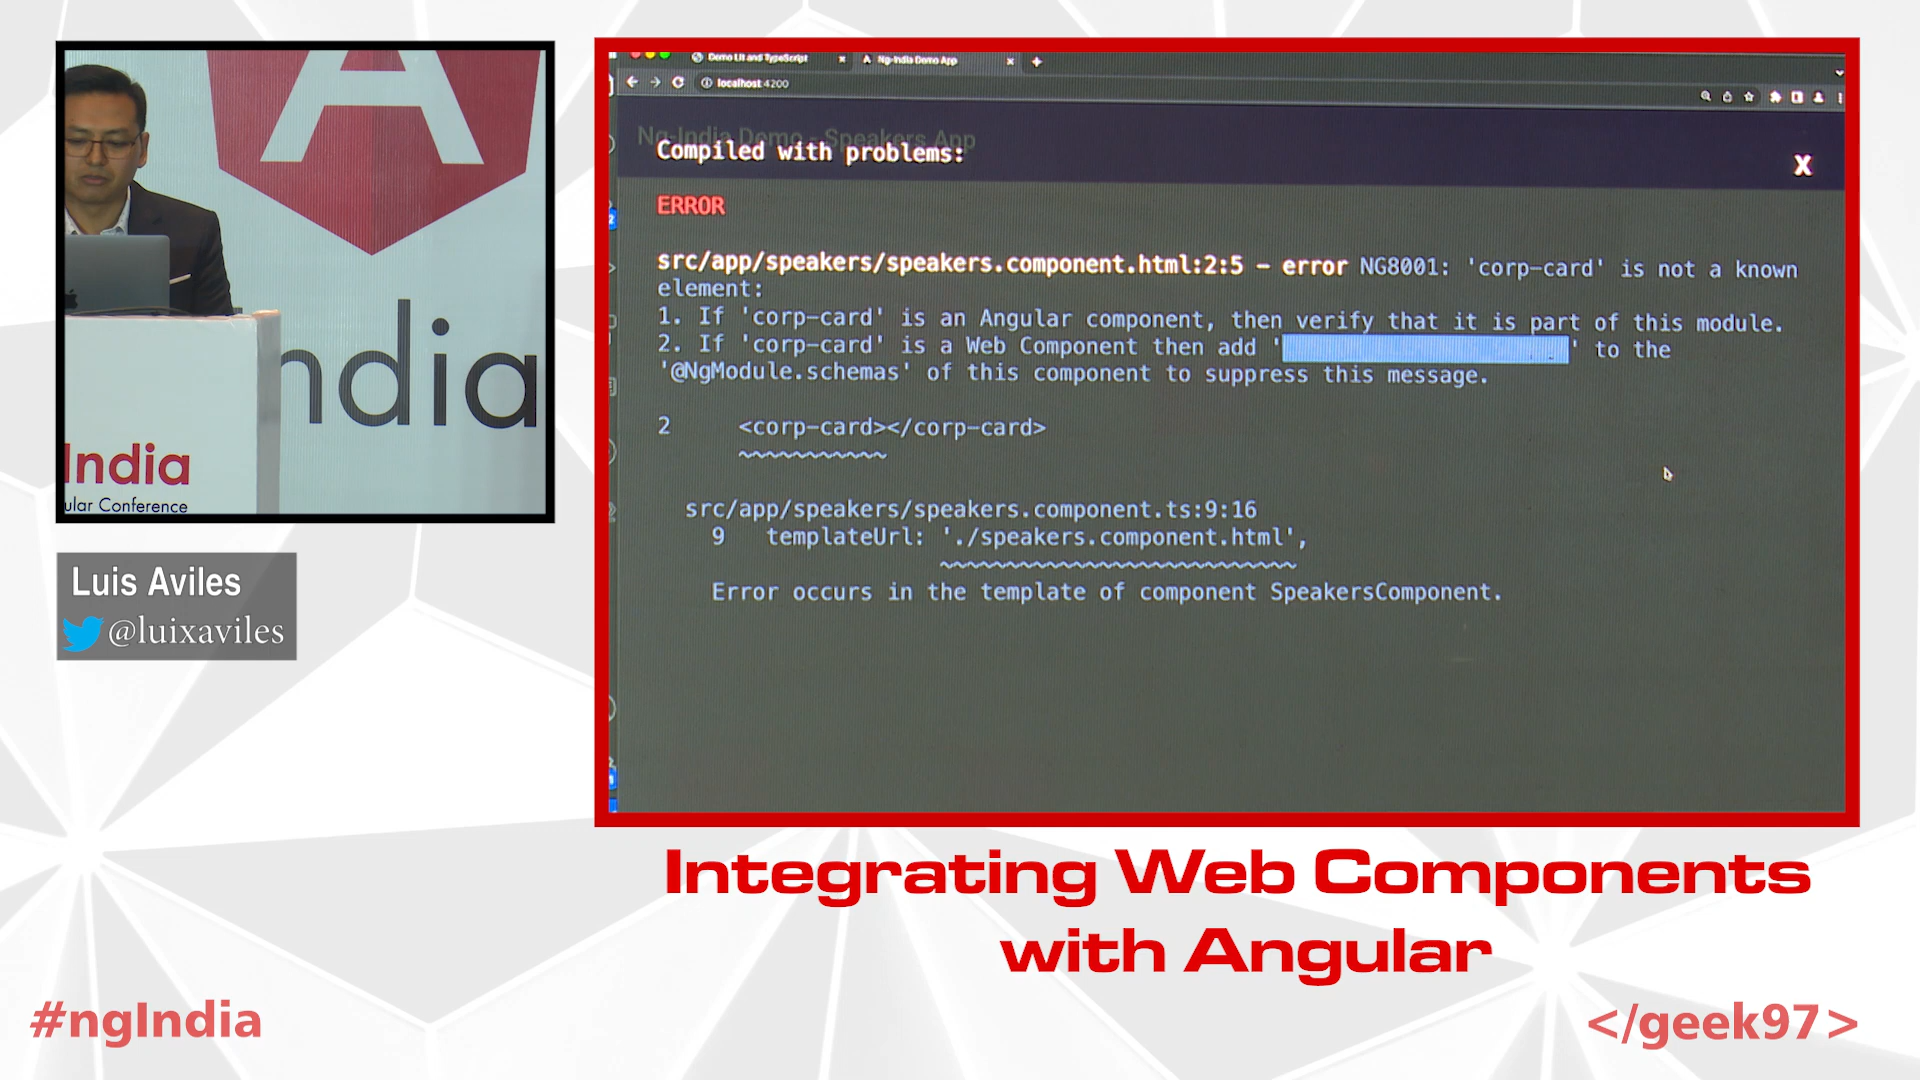 India
India
ular Conference
Luis Aviles
@luixaviles
Demo Lit and TypeScript
Ng-India Demo App
localhost:4200
Ng-India Demo - Speakers App
Compiled with problems:
X
ERROR
src/app/speakers/speakers.component.html:2:5 – error NG8001: 'corp-card' is not a known
element:
1. If 'corp-card' is an Angular component, then verify that it is part of this module.
2. If 'corp-card' is a Web Component then add ' ' to the
'@NgModule.schemas' of this component to suppress this message.
2 <corp-card></corp-card>
~~~~~~~~~~~
src/app/speakers/speakers.component.ts:9:16
9 templateUrl: './speakers.component.html',
~~~~~~~~~~~~~~~~~~~~~~~~~~
Error occurs in the template of component SpeakersComponent.
Integrating Web Components
with Angular
#ngIndia
</geek97>